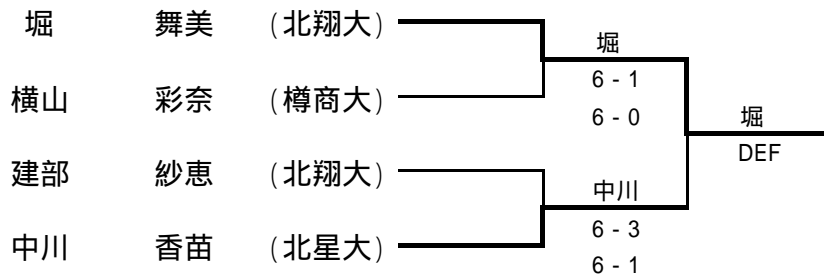 堀 舞美 (北翔大)
堀
6 - 1
横山 彩奈 (樽商大)
6 - 0
堀
DEF
建部 紗恵 (北翔大)
中川
6 - 3
中川 香苗 (北星大)
6 - 1